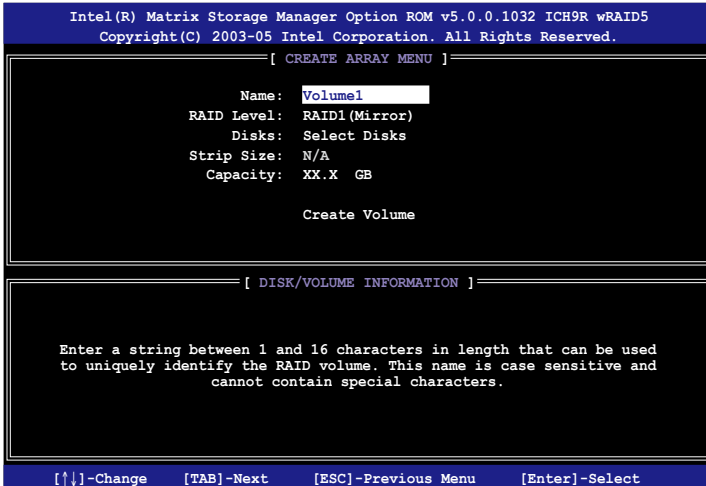 Intel(R) Matrix Storage Manager Option ROM v5.0.0.1032 ICH9R wRAID5
Copyright(C) 2003-05 Intel Corporation. All Rights Reserved.
[ CREATE ARRAY MENU ]
Name: Volume1
RAID Level: RAID1(Mirror)
Disks: Select Disks
Strip Size: N/A
Capacity: XX.X GB
Create Volume
[ DISK/VOLUME INFORMATION ]
Enter a string between 1 and 16 characters in length that can be used
to uniquely identify the RAID volume. This name is case sensitive and
cannot contain special characters.
[↑↓]-Change [TAB]-Next [ESC]-Previous Menu [Enter]-Select